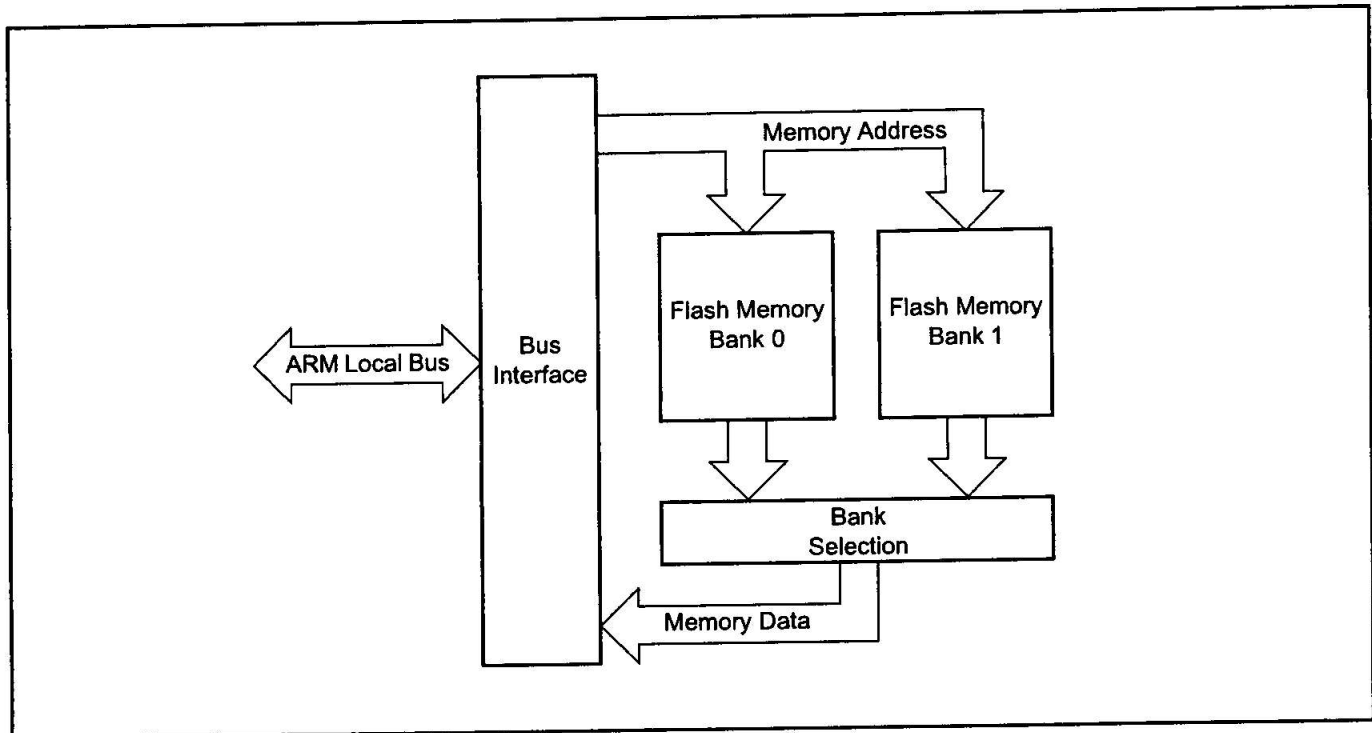 Memory Address
Flash Memory
Bank 0
Flash Memory
Bank 1
ARM Local Bus
Bus
Interface
Bank
Selection
Memory Data